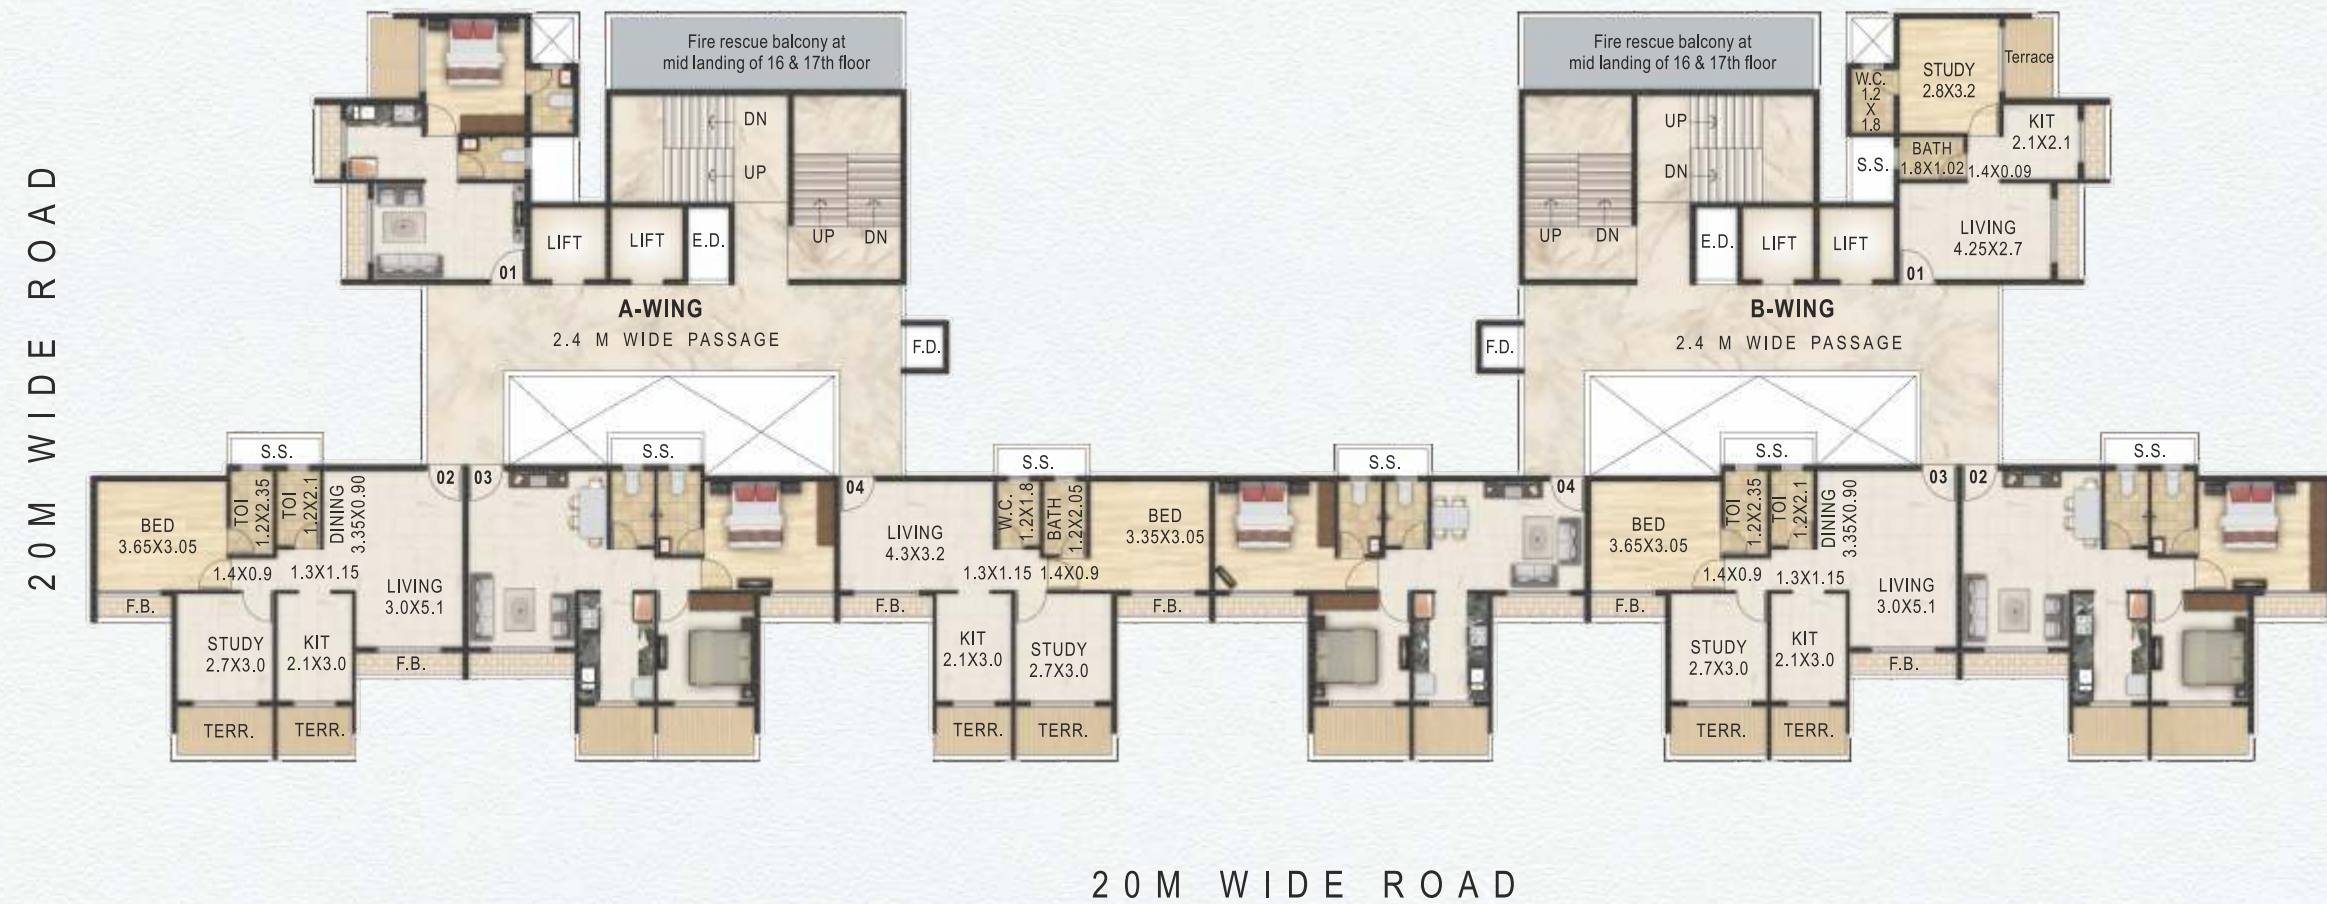 20M WIDE ROAD
Fire rescue balcony at
mid landing of 16 & 17th floor
DN
UP
UP
DN
LIFT
LIFT
E.D.
01
A-WING
2.4 M WIDE PASSAGE
F.D.
Fire rescue balcony at
mid landing of 16 & 17th floor
UP
DN
UP
DN
E.D.
LIFT
LIFT
W.C.
1.2
X
1.8
STUDY
2.8X3.2
Terrace
KIT
2.1X2.1
BATH
1.8X1.02
1.4X0.09
S.S.
LIVING
4.25X2.7
01
B-WING
2.4 M WIDE PASSAGE
F.D.
S.S.
BED
3.65X3.05
TOI
1.2X2.35
TOI
1.2X2.1
DINING
3.35X0.90
02
1.4X0.9
1.3X1.15
LIVING
3.0X5.1
F.B.
STUDY
2.7X3.0
KIT
2.1X3.0
F.B.
TERR.
TERR.
03
S.S.
04
LIVING
4.3X3.2
S.S.
W.C.
1.2X1.8
BATH
1.2X2.05
BED
3.35X3.05
1.3X1.15
1.4X0.9
F.B.
F.B.
KIT
2.1X3.0
STUDY
2.7X3.0
TERR.
TERR.
S.S.
04
BED
3.65X3.05
S.S.
TOI
1.2X2.35
TOI
1.2X2.1
DINING
3.35X0.90
03
1.4X0.9
1.3X1.15
LIVING
3.0X5.1
F.B.
STUDY
2.7X3.0
KIT
2.1X3.0
F.B.
TERR.
TERR.
02
S.S.
20M WIDE ROAD